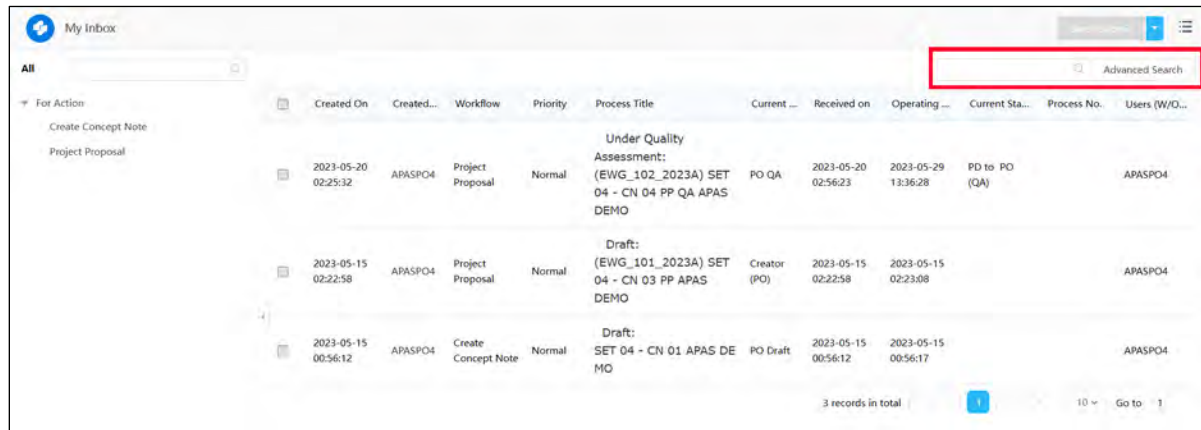 My Inbox
All
Advanced Search
For Action
Create Concept Note
Project Proposal
Created On Created... Workflow Priority Process Title Current ... Received on Operating ... Current Sta... Process No. Users (W/O...
Under Quality
Assessment:
2023-05-20 02:25:32 APASPO4 Project Proposal Normal (EWG_102_2023A) SET PO QA 2023-05-20 02:56:23 2023-05-29 13:36:28 PD to PO (QA) APASPO4
04 - CN 04 PP QA APAS
DEMO
Draft:
2023-05-15 02:22:58 APASPO4 Project Proposal Normal (EWG_101_2023A) SET Creator (PO) 2023-05-15 02:22:58 2023-05-15 02:23:08 APASPO4
04 - CN 03 PP APAS
DEMO
Draft:
2023-05-15 00:56:12 APASPO4 Create Concept Note Normal SET 04 - CN 01 APAS DE PO Draft 2023-05-15 00:56:12 2023-05-15 00:56:17 APASPO4
MO
3 records in total 1 10 Go to 1